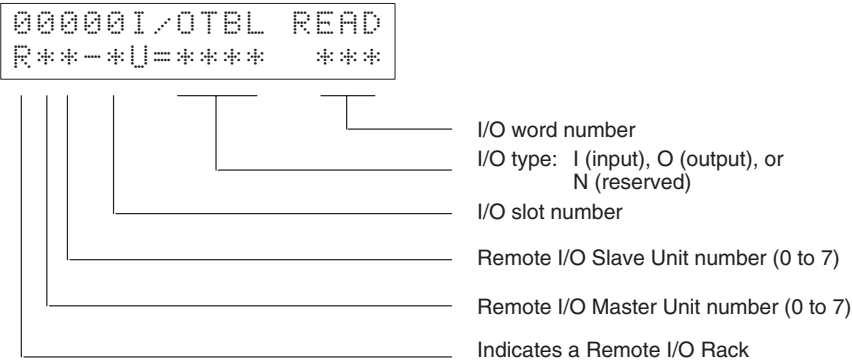 00000I/OTBL READ
R**-*U=**** ***
I/O word number
I/O type: I (input), O (output), or
N (reserved)
I/O slot number
Remote I/O Slave Unit number (0 to 7)
Remote I/O Master Unit number (0 to 7)
Indicates a Remote I/O Rack